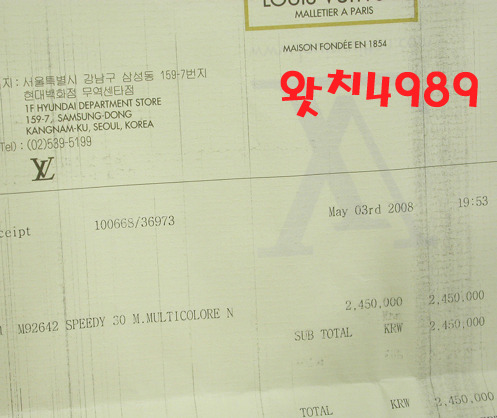 LOUIS VUITTON
MALLETIER A PARIS
MAISON FONDÉE EN 1854
왓치4989
지 : 서울특별시 강남구 삼성동 159-7번지
현대백화점 무역센타점
1F HYUNDAI DEPARTMENT STORE
159-7, SAMSUNG-DONG
KANGNAM-KU, SEOUL, KOREA
Tel) : (02)539-5199
LV
ceipt 100668/36973 May 03rd 2008 19:53
M92642 SPEEDY 30 M.MULTICOLORE N 2,450,000 2,450,000
SUB TOTAL KRW 2,450,000
TOTAL KRW 2,450,000